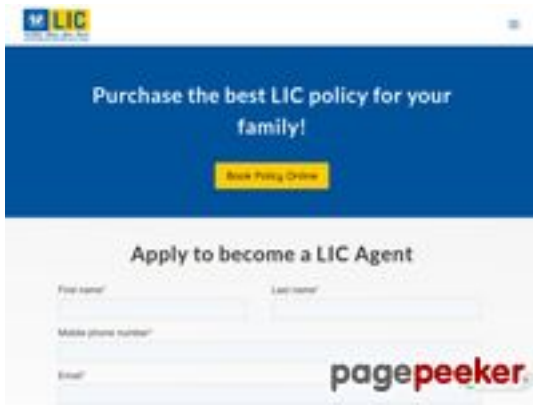 LIC
Purchase the best LIC policy for your
family!
Book Policy Online
Apply to become a LIC Agent
First name*
Last name*
Mobile phone number*
Email*
pagepeeker.